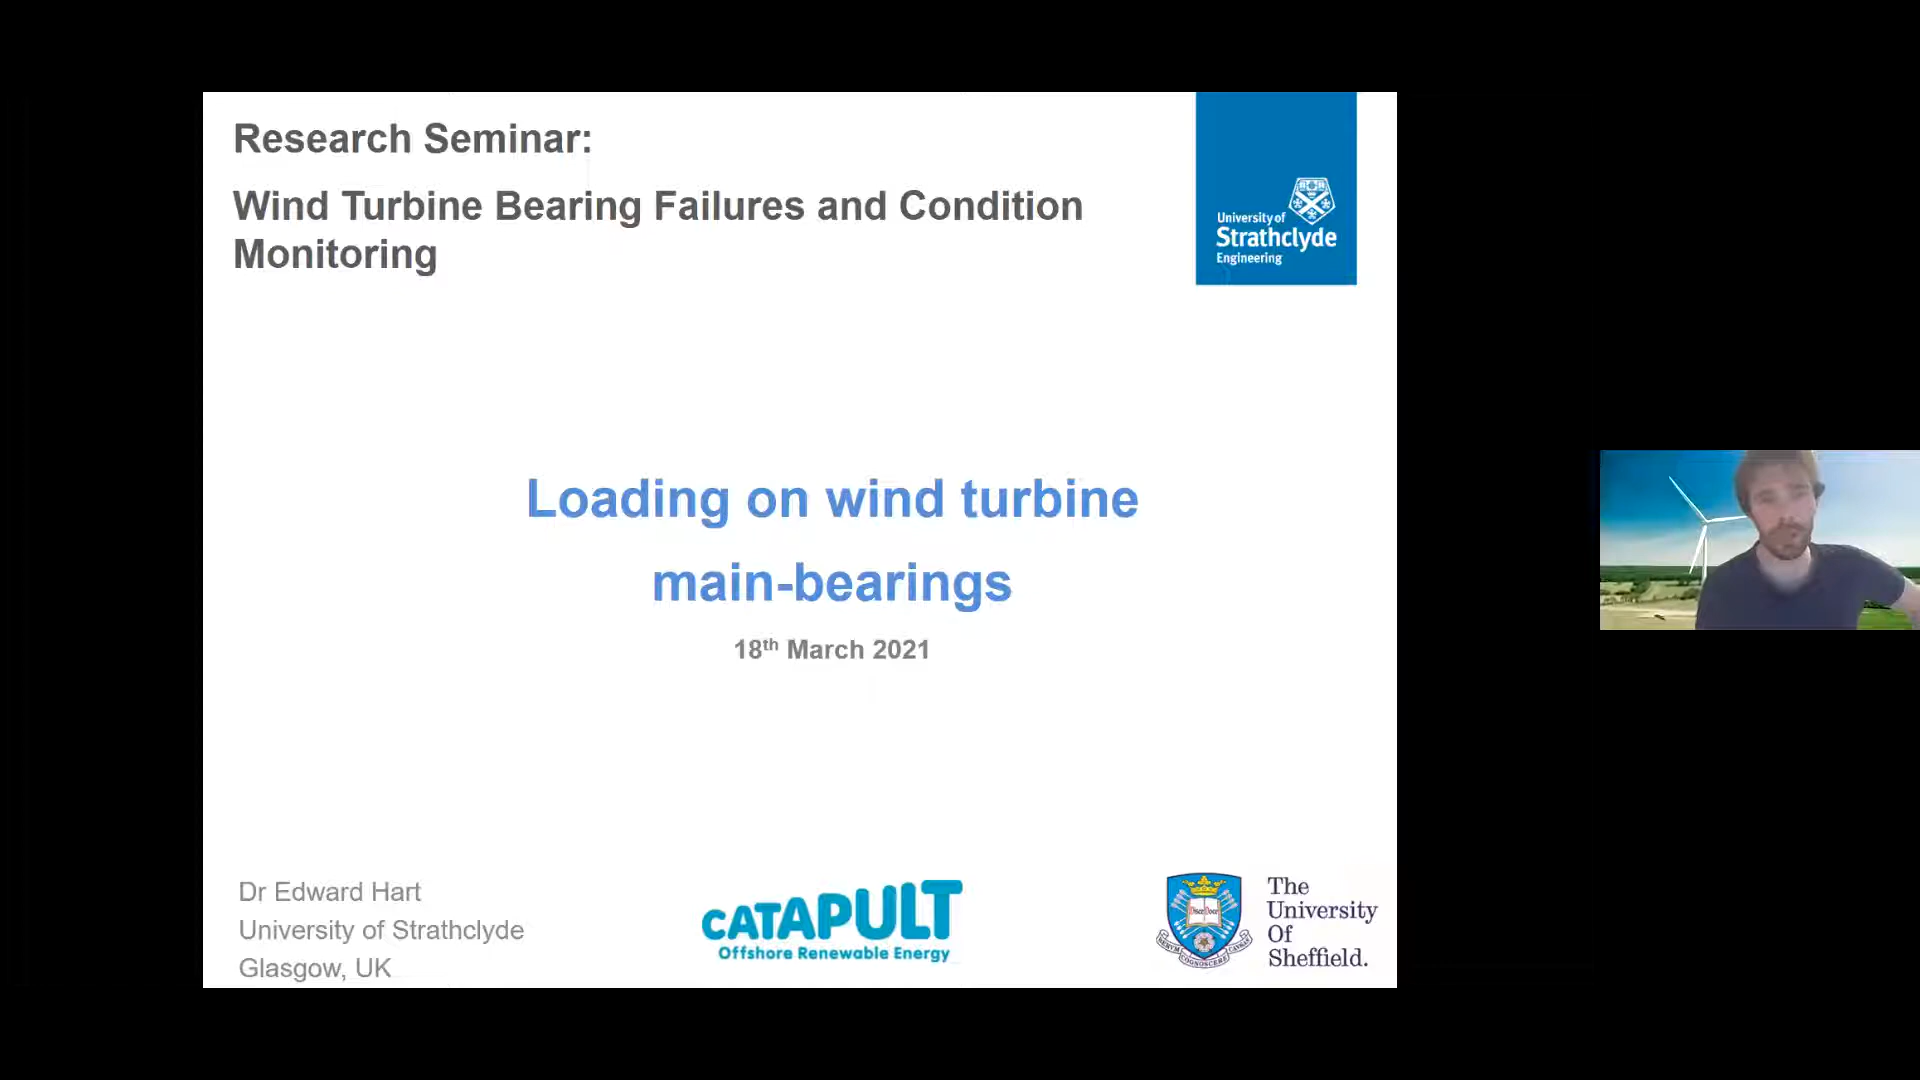 Research Seminar:
Wind Turbine Bearing Failures and Condition
Monitoring
University of
Strathclyde
Engineering
Loading on wind turbine
main-bearings
18th March 2021
Dr Edward Hart
University of Strathclyde
Glasgow, UK
CATAPULT
Offshore Renewable Energy
The
University
Of
Sheffield.